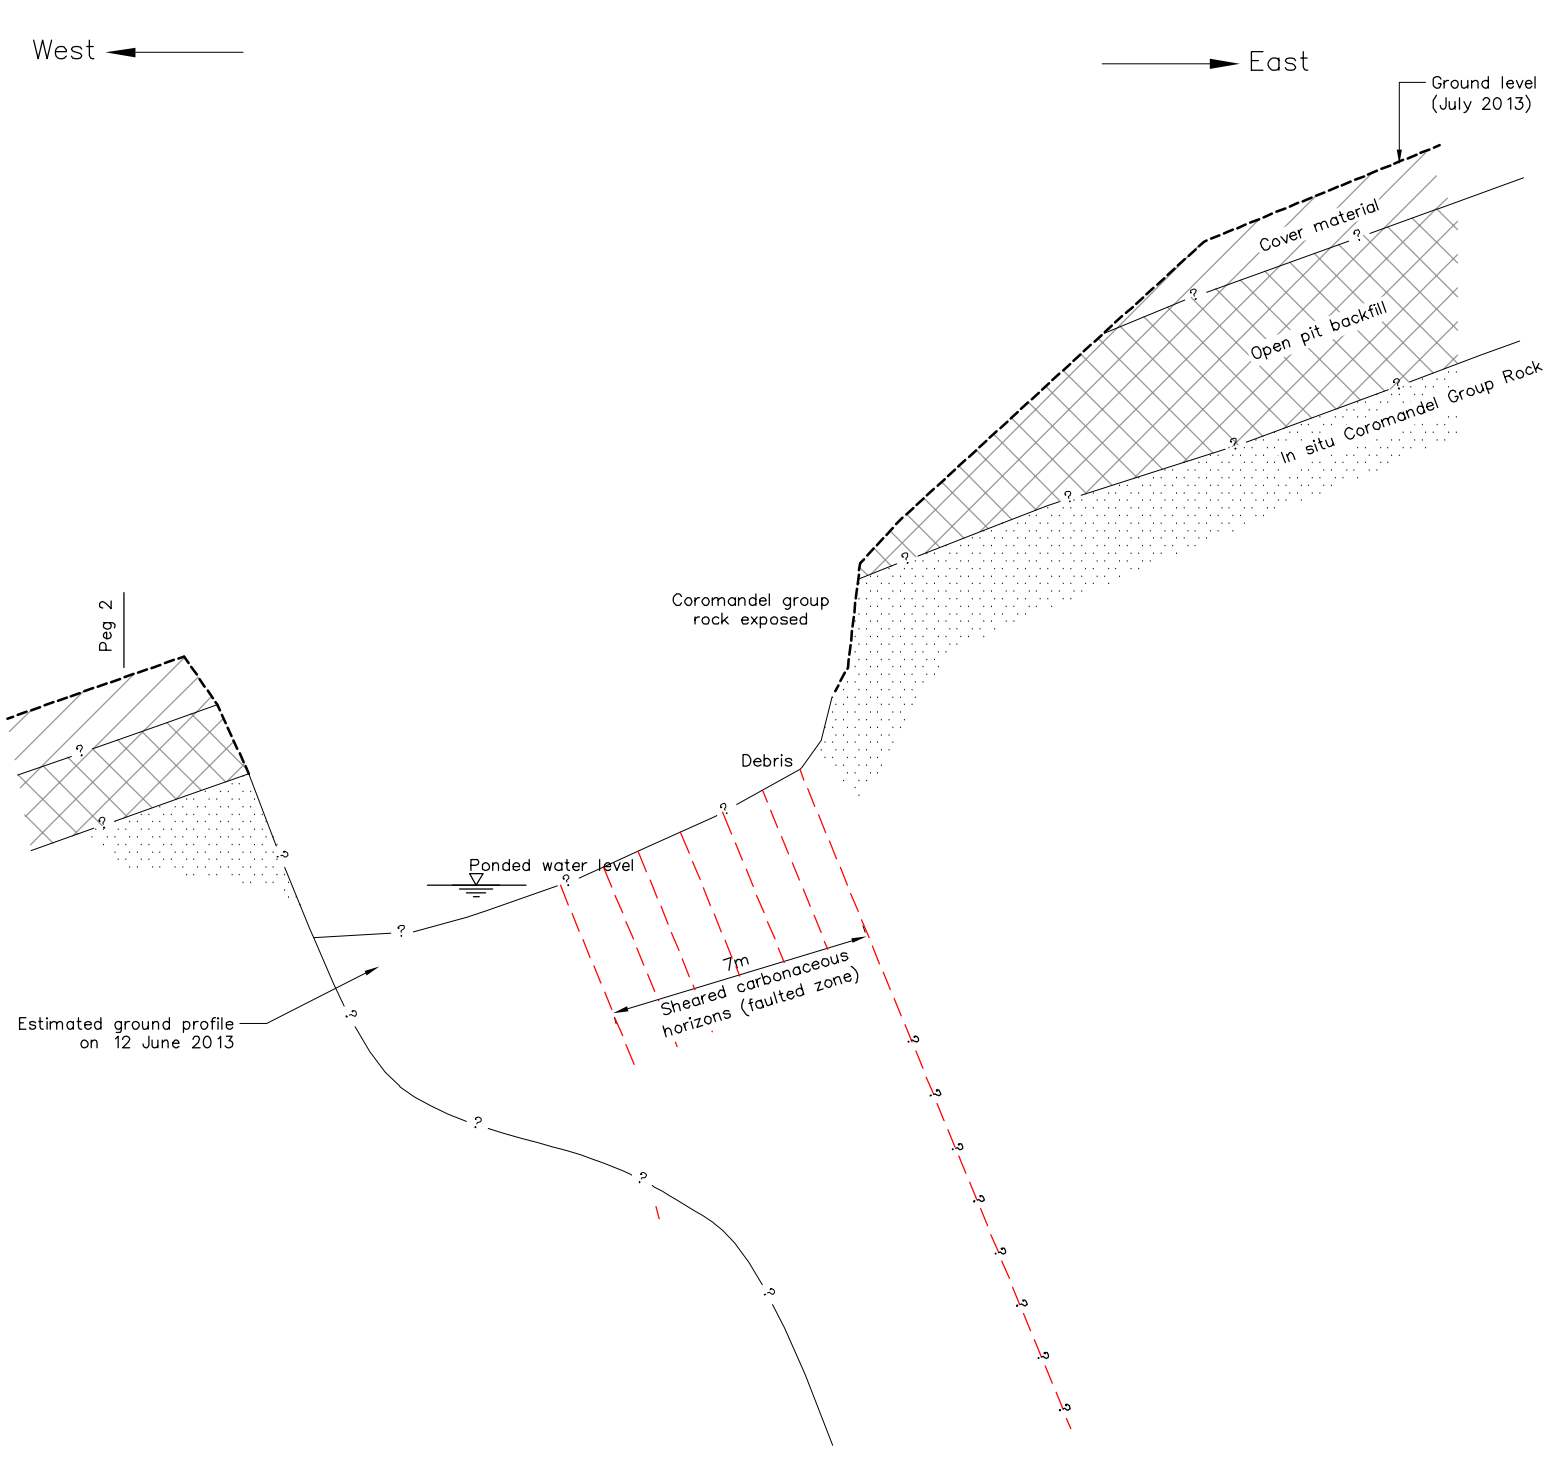 West
East
Ground level
(July 2013)
Cover material
?
?
Open pit backfill
?
In situ Coromandel Group Rock
?
?
?
Coromandel group
rock exposed
Peg 2
?
Debris
?
?
?
Ponded water level
?
?
7m
Sheared carbonaceous
horizons (faulted zone)
Estimated ground profile
on 12 June 2013
?
?
?
?
?
?
?
?
?
?
?
?